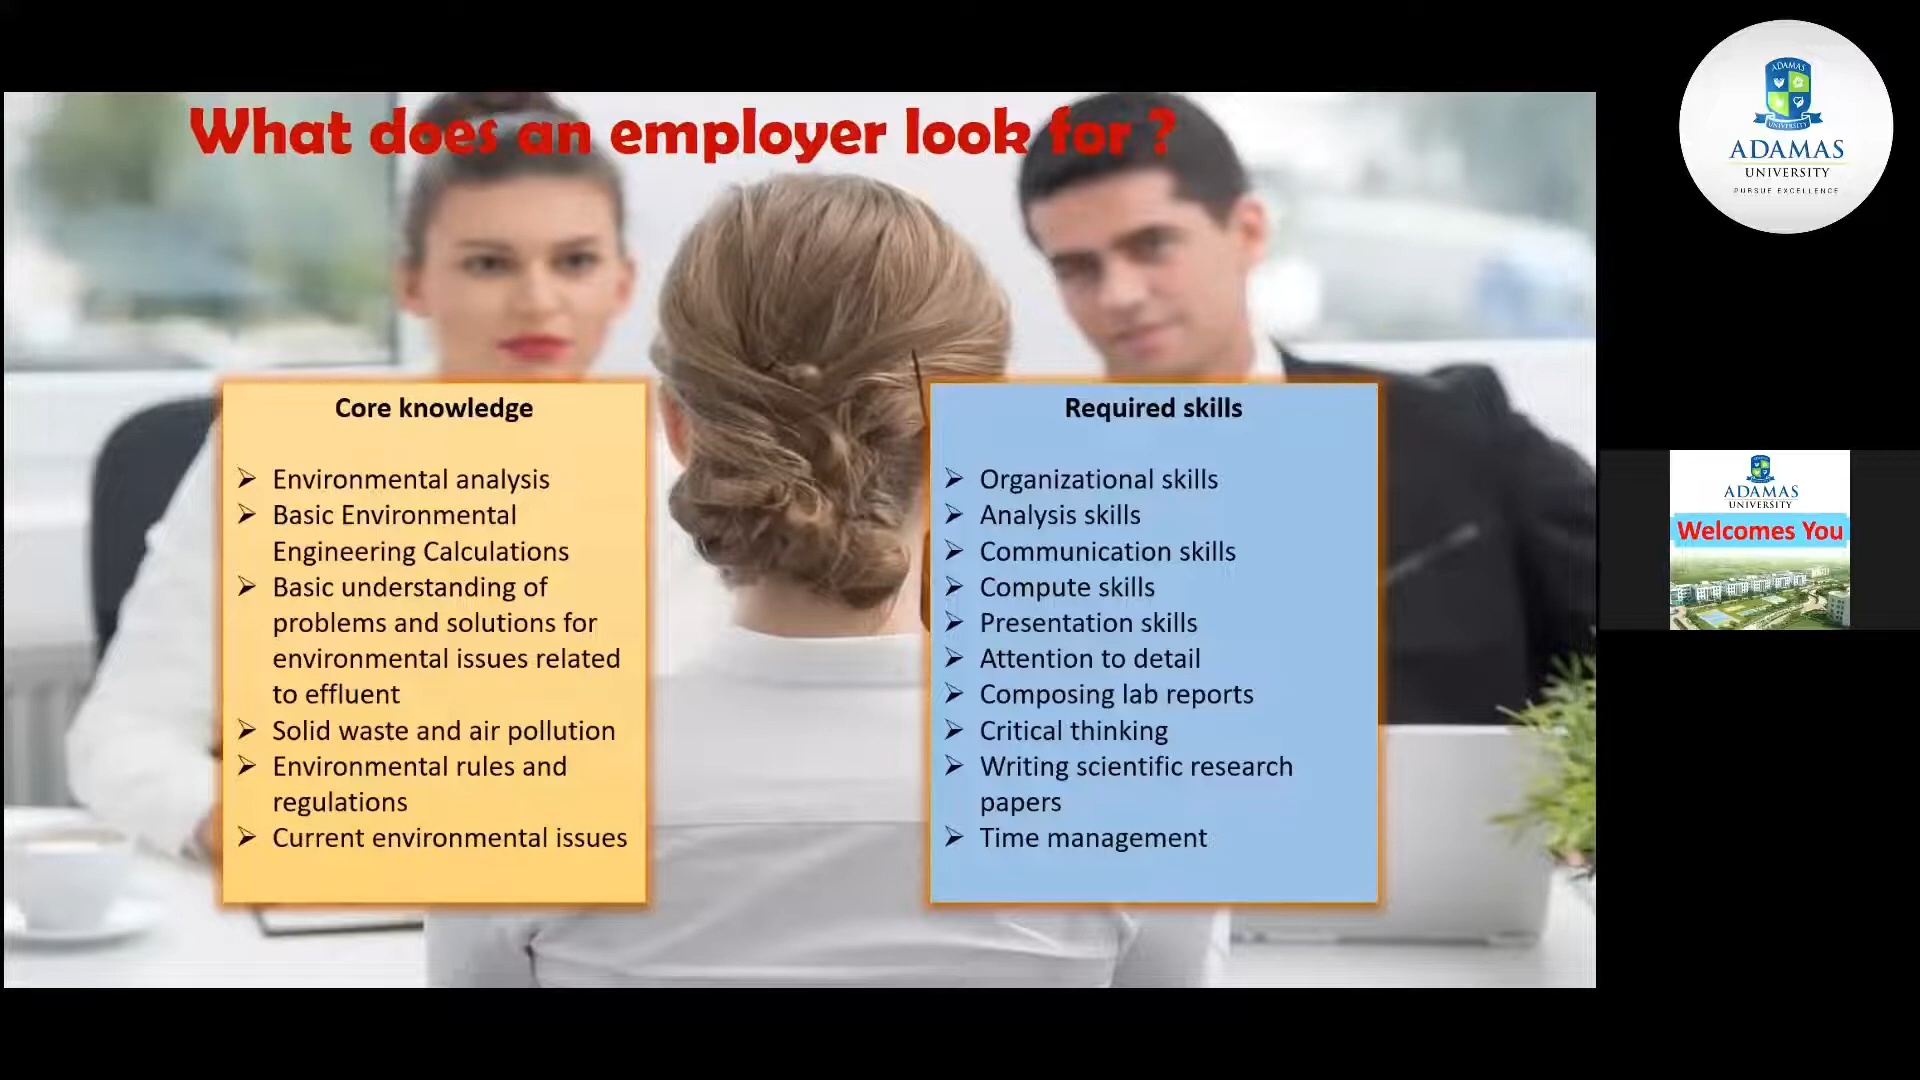 What does an employer look for ?
Core knowledge
Environmental analysis
Basic Environmental
Engineering Calculations
Basic understanding of
problems and solutions for
environmental issues related
to effluent
Solid waste and air pollution
Environmental rules and
regulations
Current environmental issues
Required skills
Organizational skills
Analysis skills
Communication skills
Compute skills
Presentation skills
Attention to detail
Composing lab reports
Critical thinking
Writing scientific research
papers
Time management
ADAMAS
UNIVERSITY
ADAMAS
UNIVERSITY
PURSUE EXCELLENCE
ADAMAS
UNIVERSITY
Welcomes You